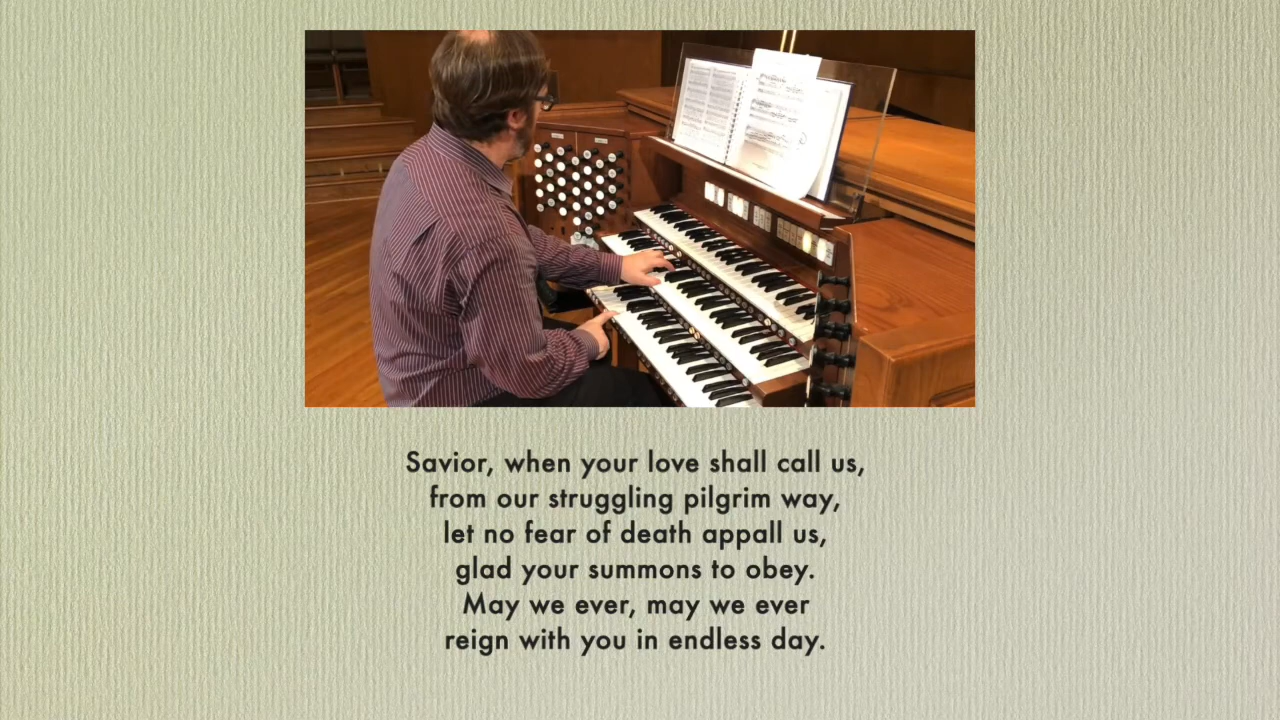 Savior, when your love shall call us,
from our struggling pilgrim way,
let no fear of death appall us,
glad your summons to obey.
May we ever, may we ever
reign with you in endless day.